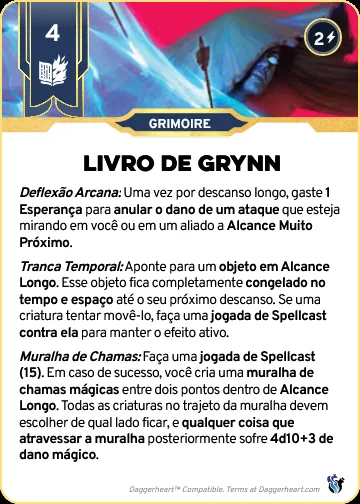 4
2
GRIMOIRE
LIVRO DE GRYNN
Deflexão Arcana: Uma vez por descanso longo, gaste 1
Esperança para anular o dano de um ataque que esteja
mirando em você ou em um aliado a Alcance Muito
Próximo.
Tranca Temporal: Aponte para um objeto em Alcance
Longo. Esse objeto fica completamente congelado no
tempo e espaço até o seu próximo descanso. Se uma
criatura tentar movê-lo, faça uma jogada de Spellcast
contra ela para manter o efeito ativo.
Muralha de Chamas: Faça uma jogada de Spellcast
(15). Em caso de sucesso, você cria uma muralha de
chamas mágicas entre dois pontos dentro de Alcance
Longo. Todas as criaturas no trajeto da muralha devem
escolher de qual lado ficar, e qualquer coisa que
atravessar a muralha posteriormente sofre 4d10+3 de
dano mágico.
Daggerheart™ Compatible. Terms at Daggerheart.com